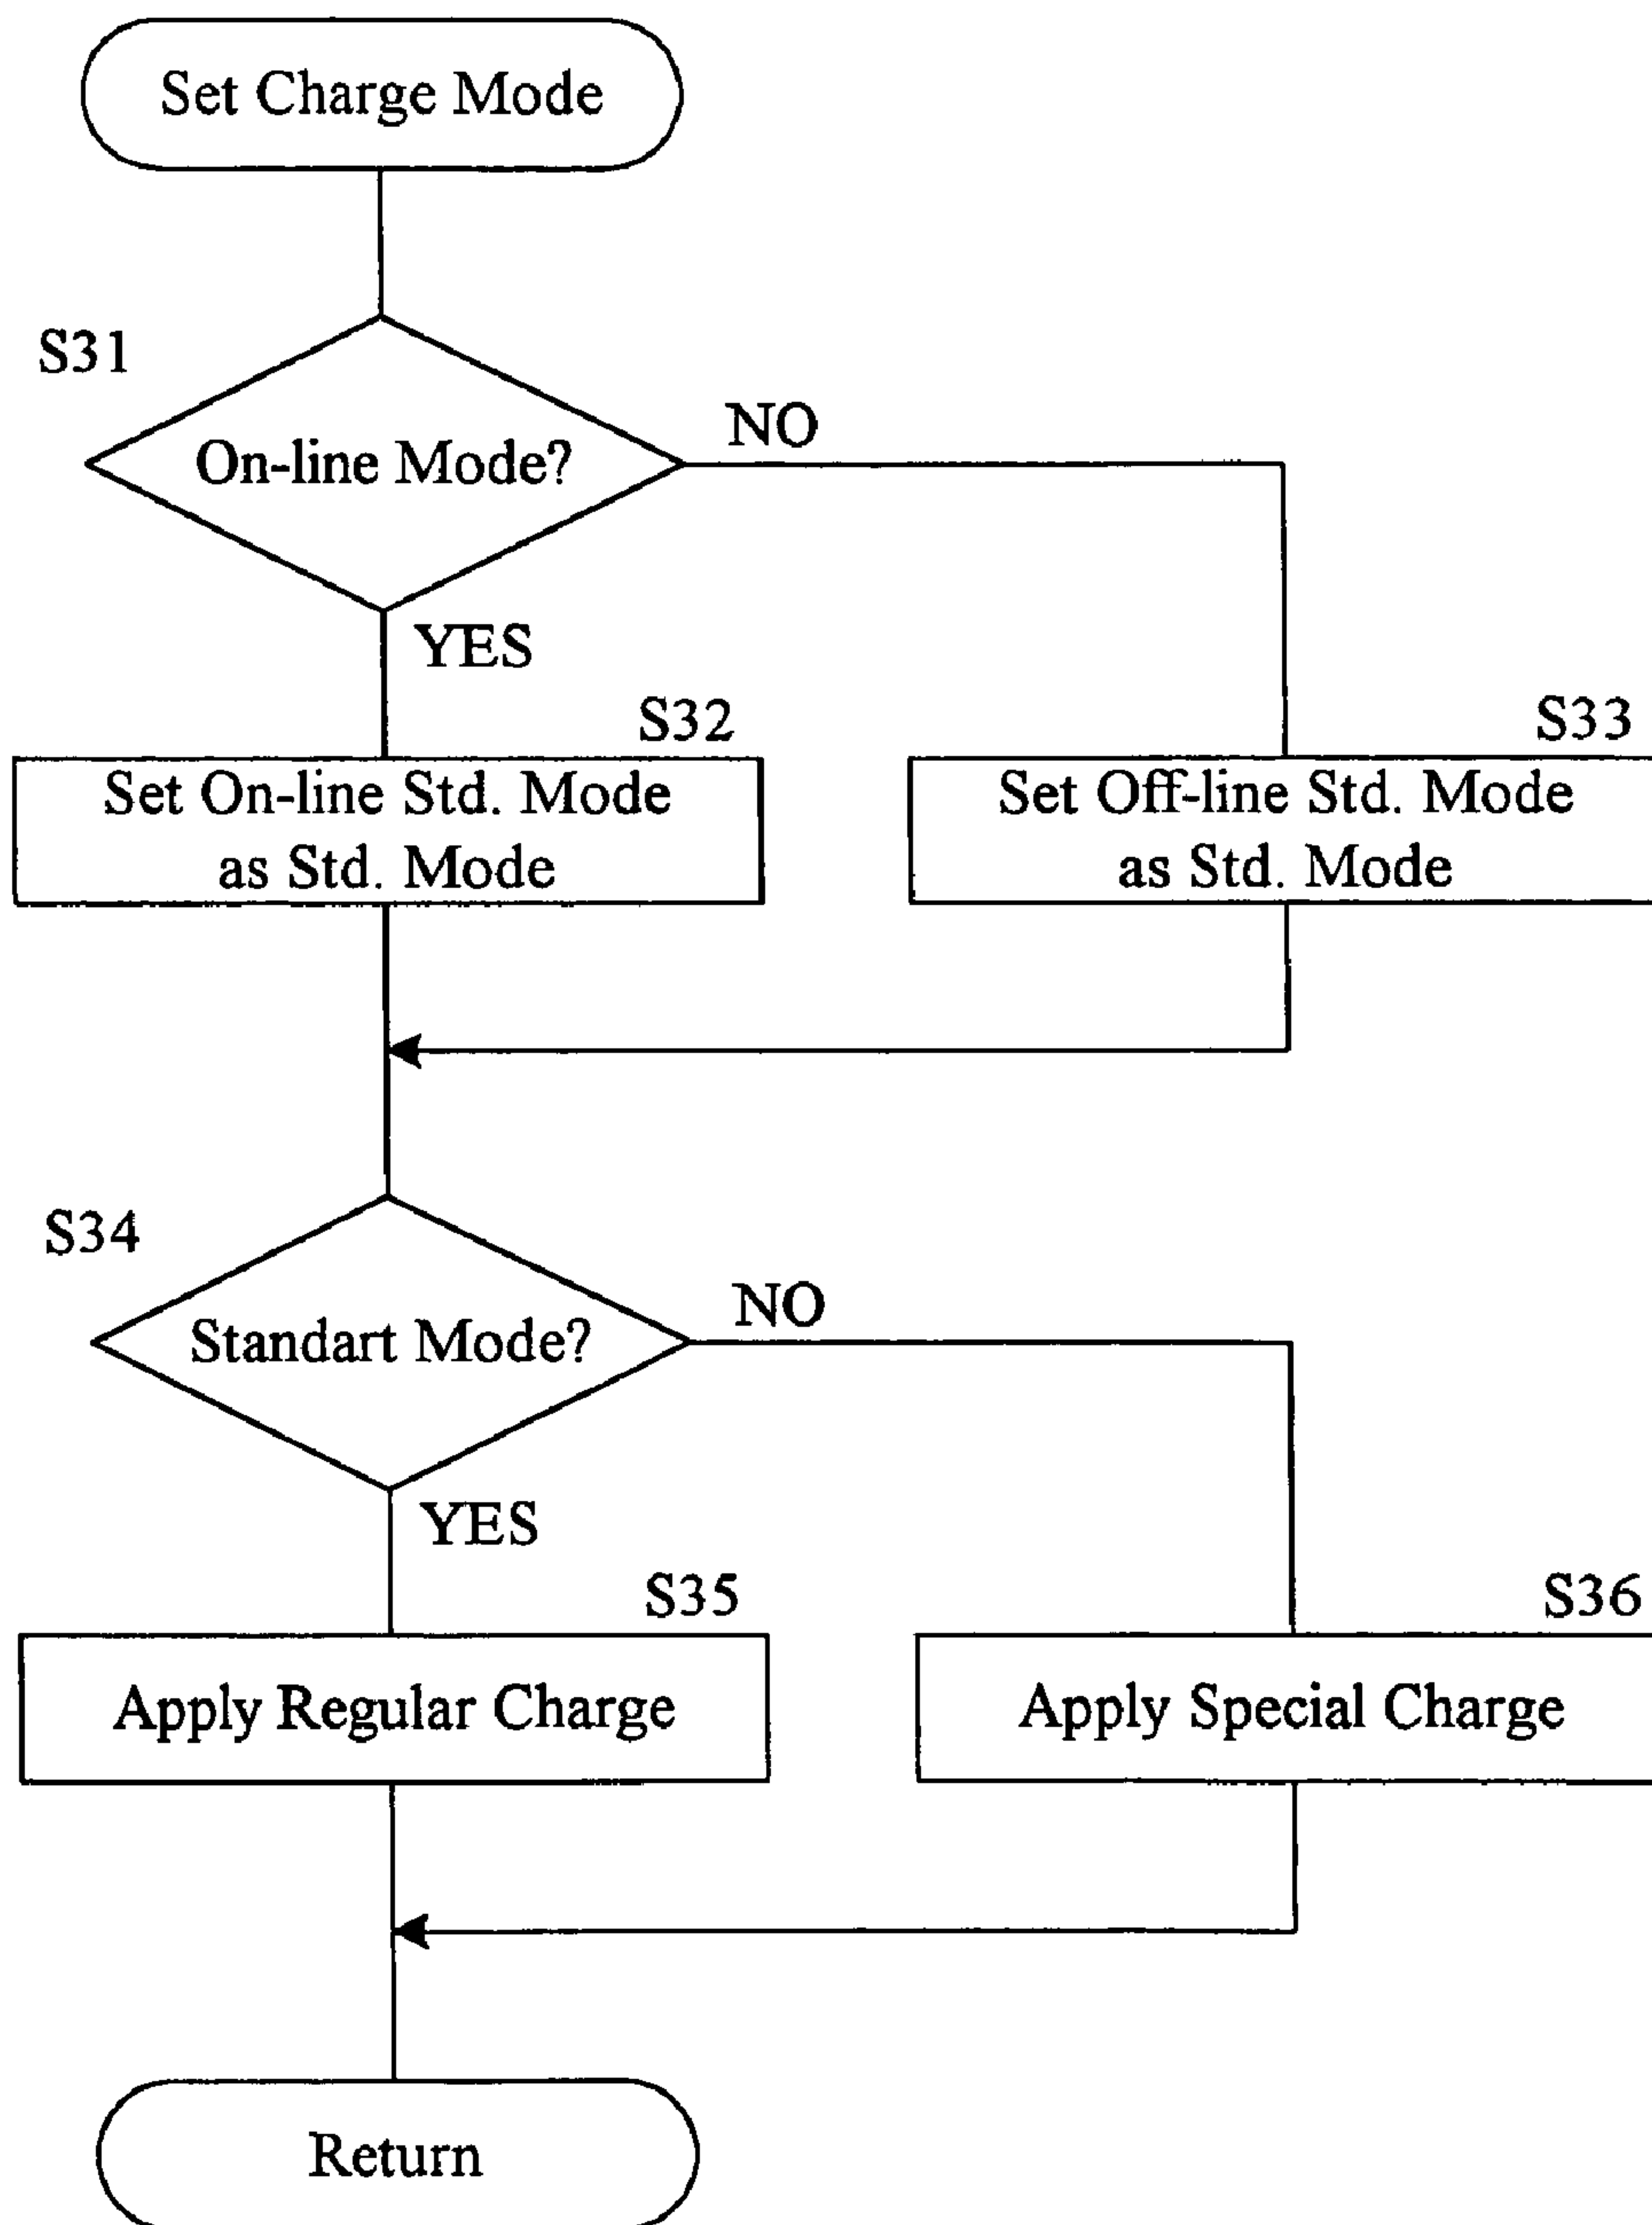 Set Charge Mode
S31
On-line Mode?
NO
YES
S32
Set On-line Std. Mode
as Std. Mode
S33
Set Off-line Std. Mode
as Std. Mode
S34
Standart Mode?
NO
YES
S35
Apply Regular Charge
S36
Apply Special Charge
Return